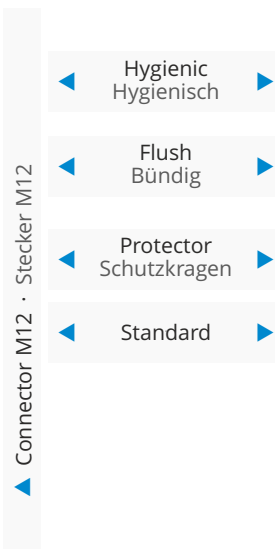 Connector M12 · Stecker M12
Hygienic
Hygienisch
Flush
Bündig
Protector
Schutzkragen
Standard